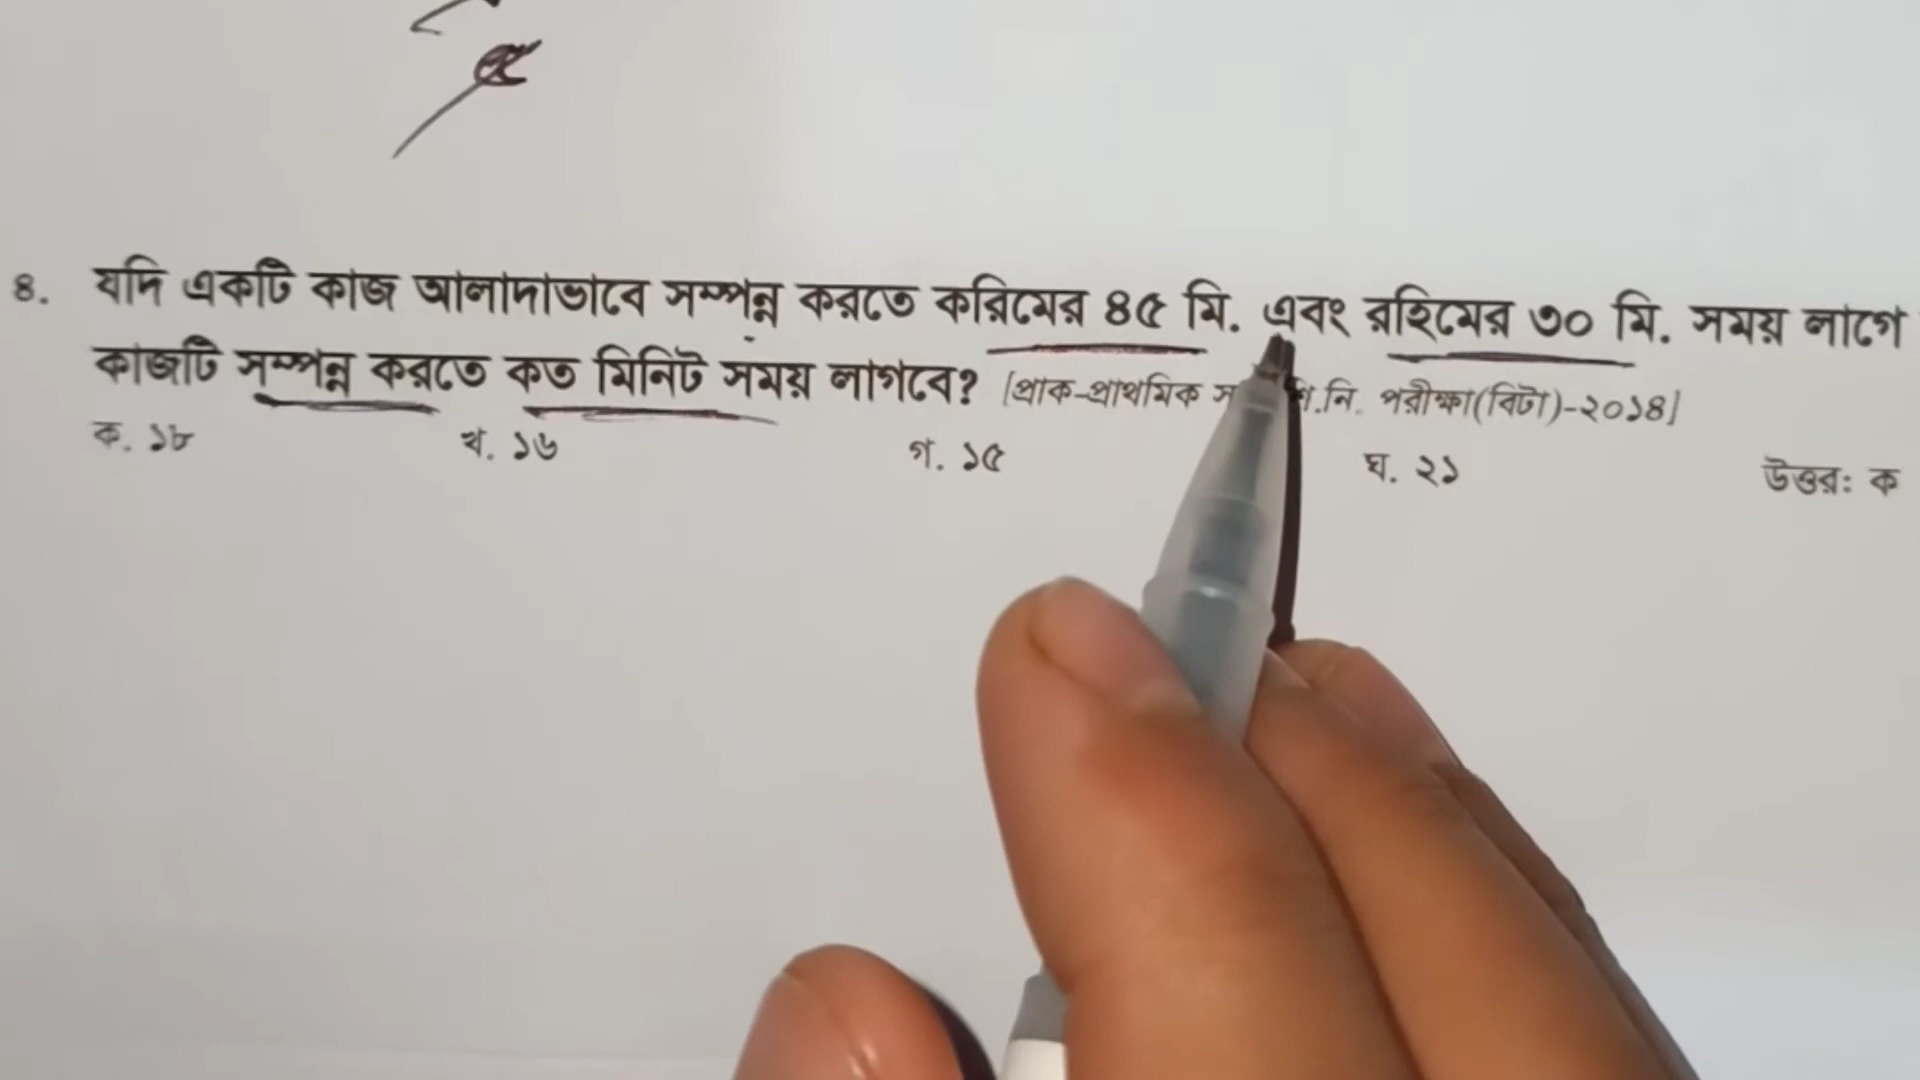 ৪. যদি একটি কাজ আলাদাভাবে সম্পন্ন করতে করিমের ৪৫ মি. এবং রহিমের ৩০ মি. সময় লাগে
কাজটি সম্পন্ন করতে কত মিনিট সময় লাগবে? [প্রাক-প্রাথমিক নি. পরীক্ষা(বিটা)-২০১৪]
ক. ১৮ খ. ১৬ গ. ১৫ ঘ. ২১ উত্তর: ক